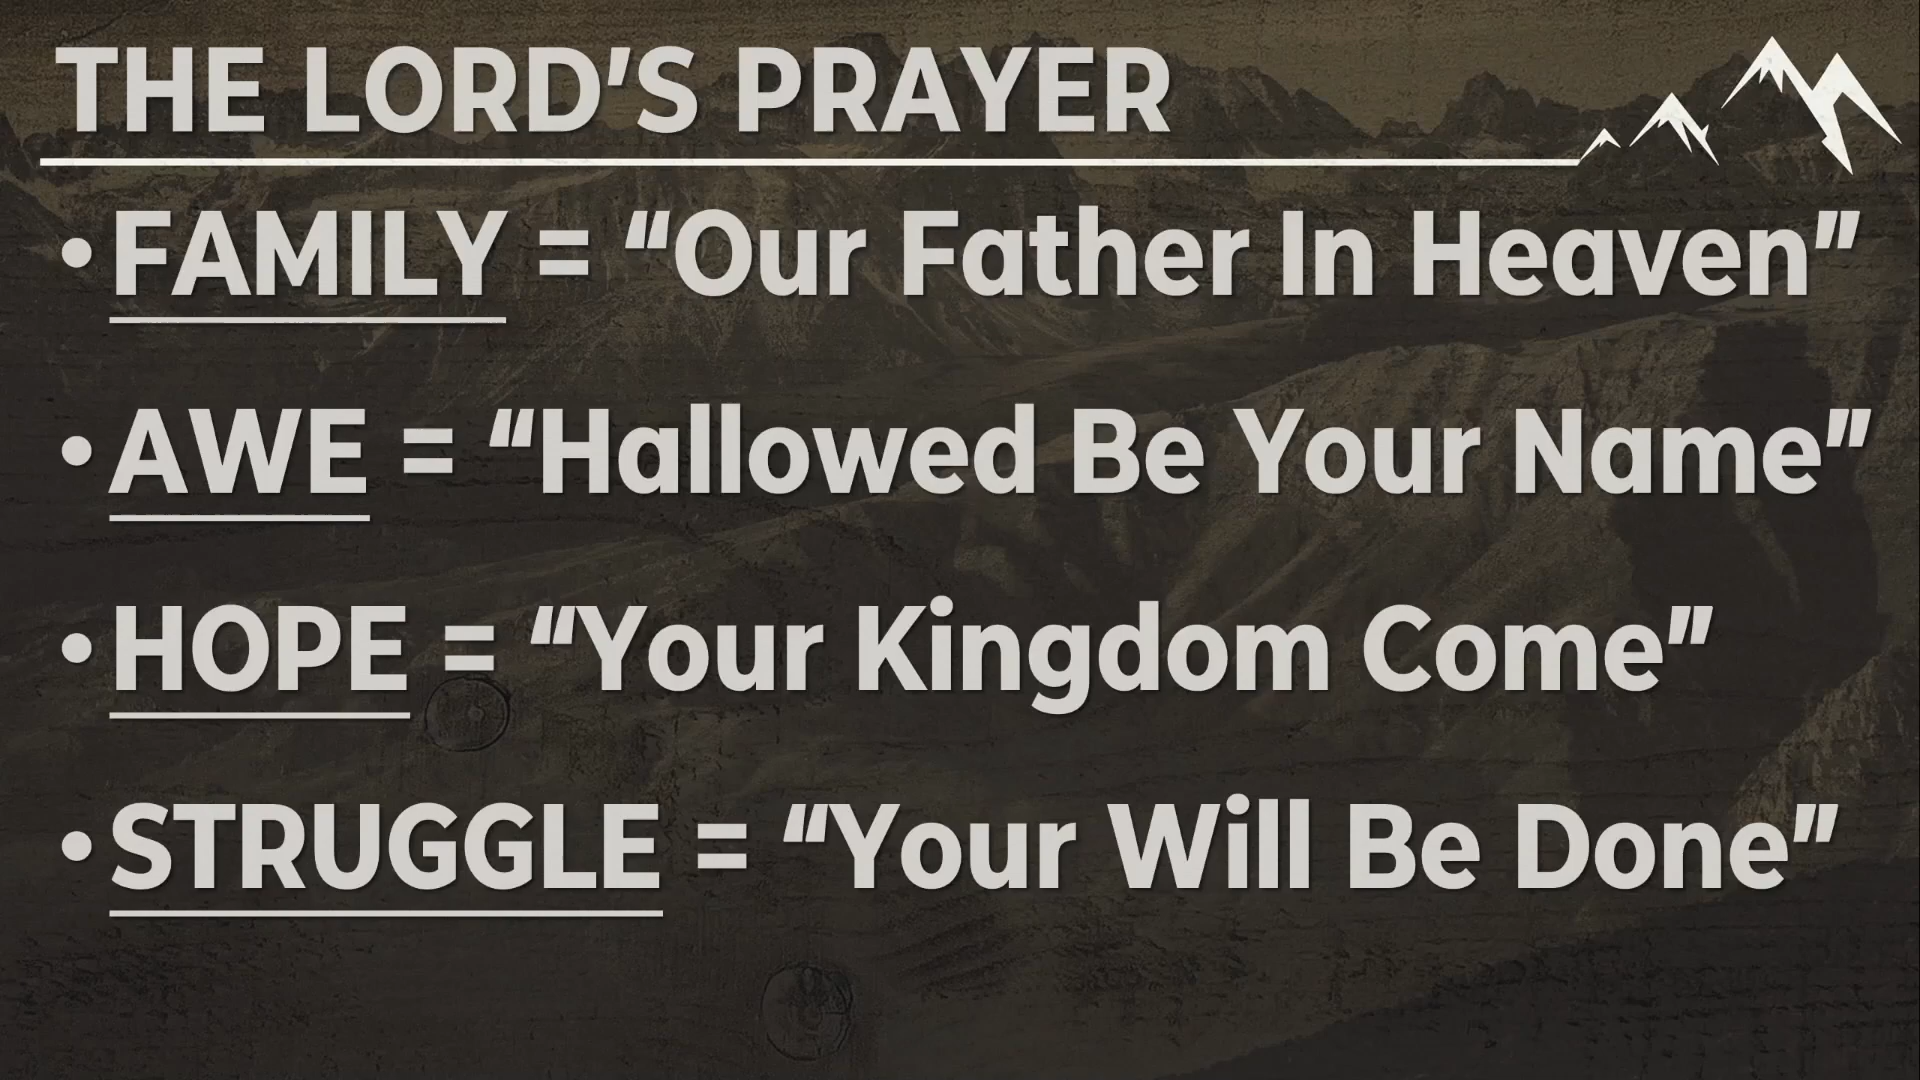 THE LORD'S PRAYER
• FAMILY = "Our Father In Heaven"
• AWE = "Hallowed Be Your Name"
• HOPE = "Your Kingdom Come"
• STRUGGLE = "Your Will Be Done"